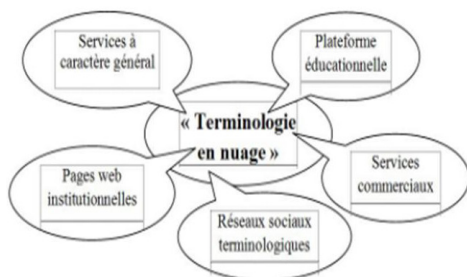 Services à
caractère général
Plateforme
éducationnelle
« Terminologie
en nuage »
Pages web
institutionnelles
Services
commerciaux
Réseaux sociaux
terminologiques